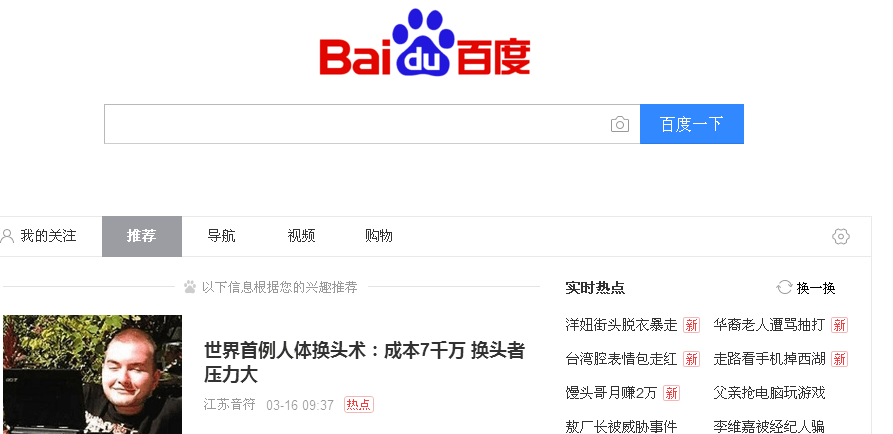 Bai du 百度
百度一下
我的关注 推荐 导航 视频 购物
以下信息根据您的兴趣推荐
世界首例人体换头术：成本7千万 换头者
压力大
江苏音符 03-16 09:37 热点
实时热点 换一换
洋妞街头脱衣暴走 新 华裔老人遭骂抽打 新
台湾腔表情包走红 新 走路看手机掉西湖 新
馒头哥月赚2万 新 父亲抢电脑玩游戏
敖厂长被威胁事件 李维嘉被经纪人骗